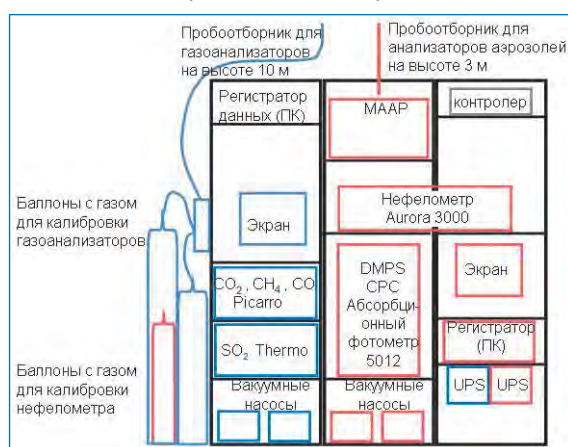 Пробоотборник для
газоанализаторов
на высоте 10 м
Пробоотборник для
анализаторов аэрозолей
на высоте 3 м
Регистратор
данных (ПК)
МААР
контролер
Нефелометр
Aurora 3000
Баллоны с газом
для калибровки
газоанализаторов
Экран
DMPS
CPC
Абсорбци-
онный
фотометр
5012
Экран
CO₂, CH₄, CO
Picarro
SO₂ Thermo
Регистратор
(ПК)
Баллоны с газом
для калибровки
нефелометра
Вакуумные
насосы
Вакуумные
насосы
UPS
UPS